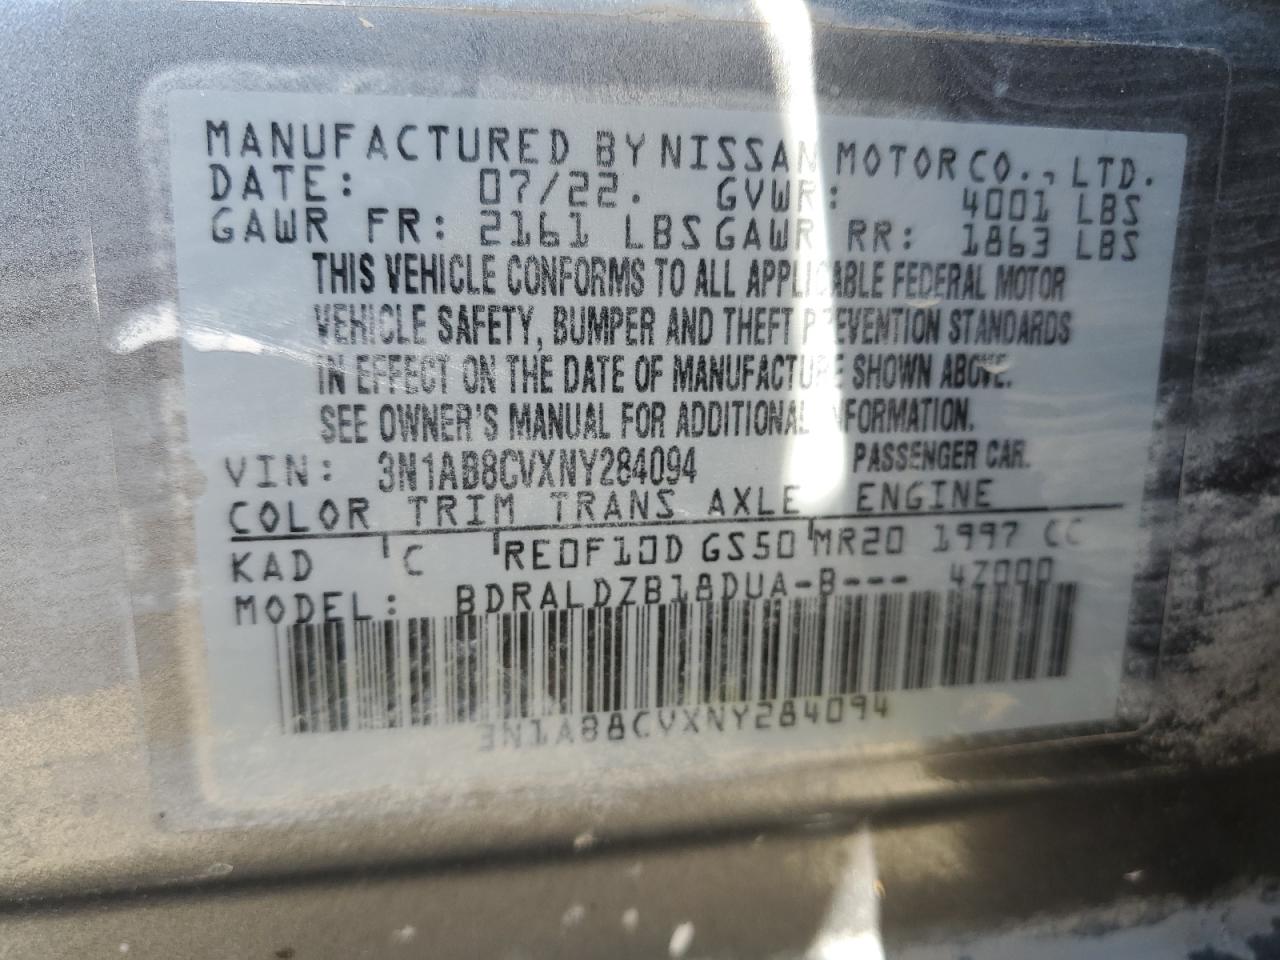 MANUFACTURED BY NISSAN MOTOR CO., LTD.
DATE: 07/22. GVWR: 4001 LBS
GAWR FR: 2161 LBS GAWR RR: 1863 LBS
THIS VEHICLE CONFORMS TO ALL APPLICABLE FEDERAL MOTOR
VEHICLE SAFETY, BUMPER AND THEFT PREVENTION STANDARDS
IN EFFECT ON THE DATE OF MANUFACTURE SHOWN ABOVE.
SEE OWNER'S MANUAL FOR ADDITIONAL INFORMATION.
VIN: 3N1AB8CVXNY284094 PASSENGER CAR.
COLOR TRIM TRANS AXLE ENGINE
KAD C RE0F10D GS50 MR20 1997 CC
MODEL: BDRALDZB18DUA-B--- 4Z000
3N1AB8CVXNY284094